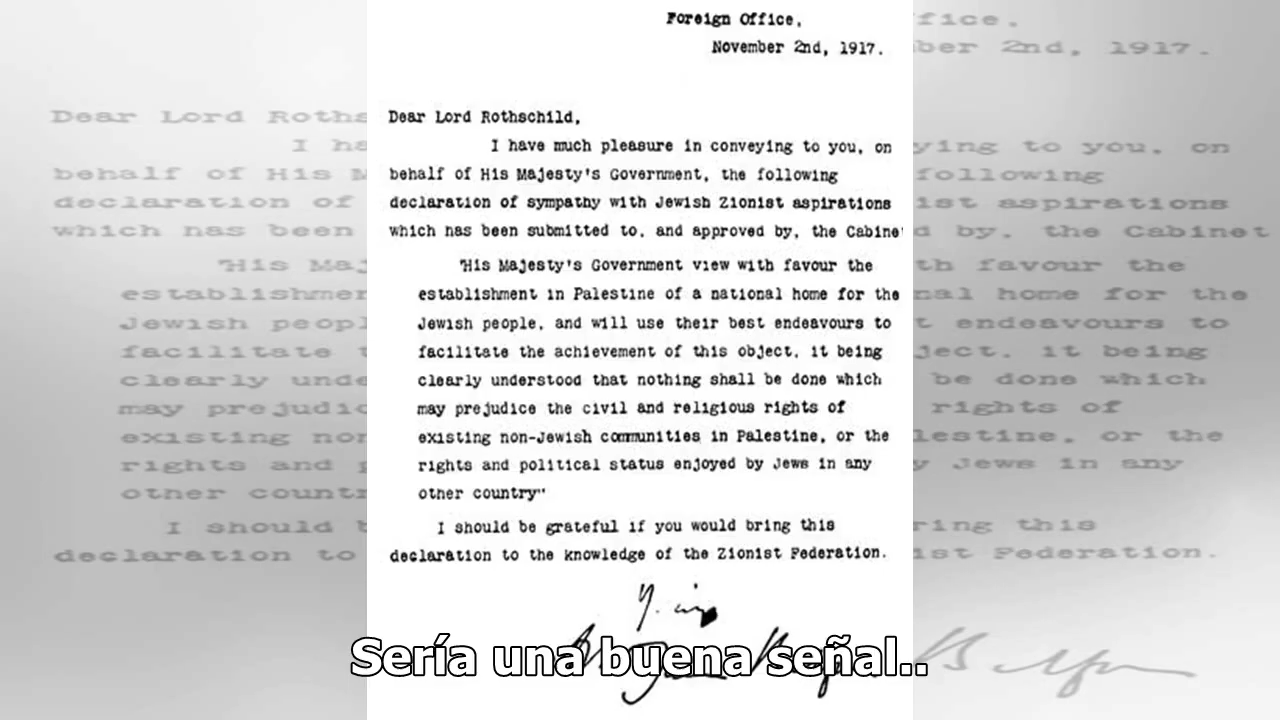 Foreign Office,
November 2nd, 1917.
Dear Lord Rothschild,
I have much pleasure in conveying to you, on
behalf of His Majesty's Government, the following
declaration of sympathy with Jewish Zionist aspirations
which has been submitted to, and approved by, the Cabinet
"His Majesty's Government view with favour the
establishment in Palestine of a national home for the
Jewish people, and will use their best endeavours to
facilitate the achievement of this object, it being
clearly understood that nothing shall be done which
may prejudice the civil and religious rights of
existing non-Jewish communities in Palestine, or the
rights and political status enjoyed by Jews in any
other country"
I should be grateful if you would bring this
declaration to the knowledge of the Zionist Federation.
Sería una buena señal..